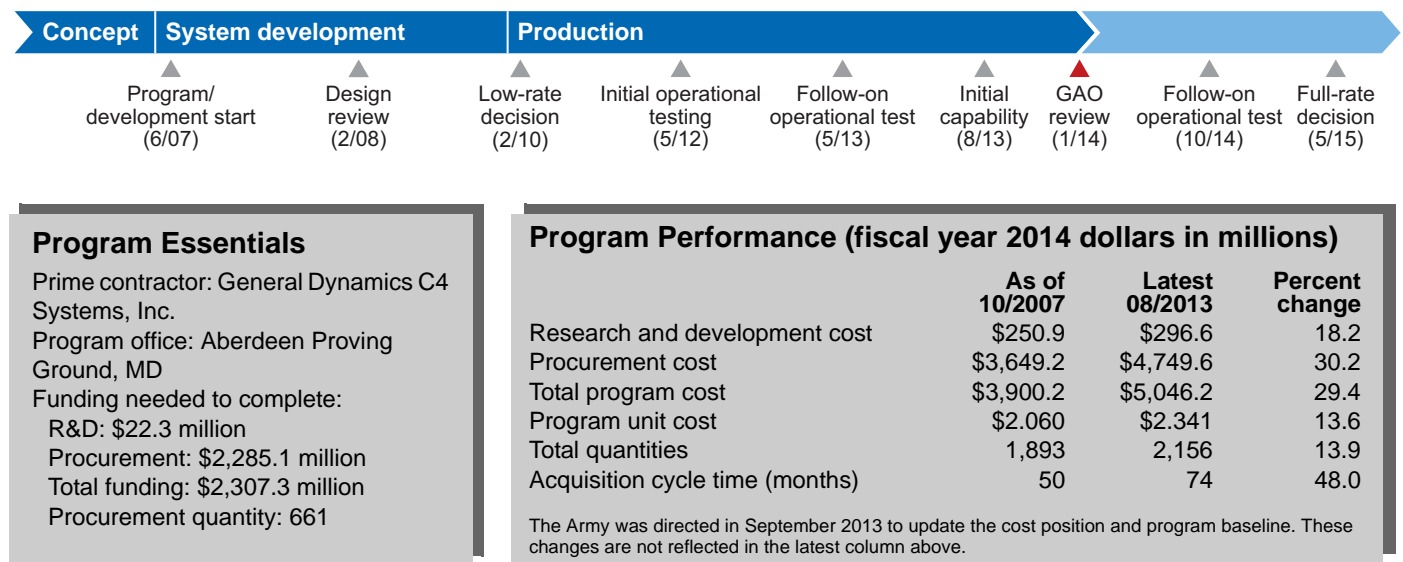 Concept System development Production
Program/
development start
(6/07)
Design
review
(2/08)
Low-rate
decision
(2/10)
Initial operational
testing
(5/12)
Follow-on
operational test
(5/13)
Initial
capability
(8/13)
GAO
review
(1/14)
Follow-on
operational test
(10/14)
Full-rate
decision
(5/15)
Program Essentials
Prime contractor: General Dynamics C4
Systems, Inc.
Program office: Aberdeen Proving
Ground, MD
Funding needed to complete:
R&D: $22.3 million
Procurement: $2,285.1 million
Total funding: $2,307.3 million
Procurement quantity: 661
Program Performance (fiscal year 2014 dollars in millions)
As of Latest Percent
10/2007 08/2013 change
Research and development cost $250.9 $296.6 18.2
Procurement cost $3,649.2 $4,749.6 30.2
Total program cost $3,900.2 $5,046.2 29.4
Program unit cost $2.060 $2.341 13.6
Total quantities 1,893 2,156 13.9
Acquisition cycle time (months) 50 74 48.0
The Army was directed in September 2013 to update the cost position and program baseline. These
changes are not reflected in the latest column above.